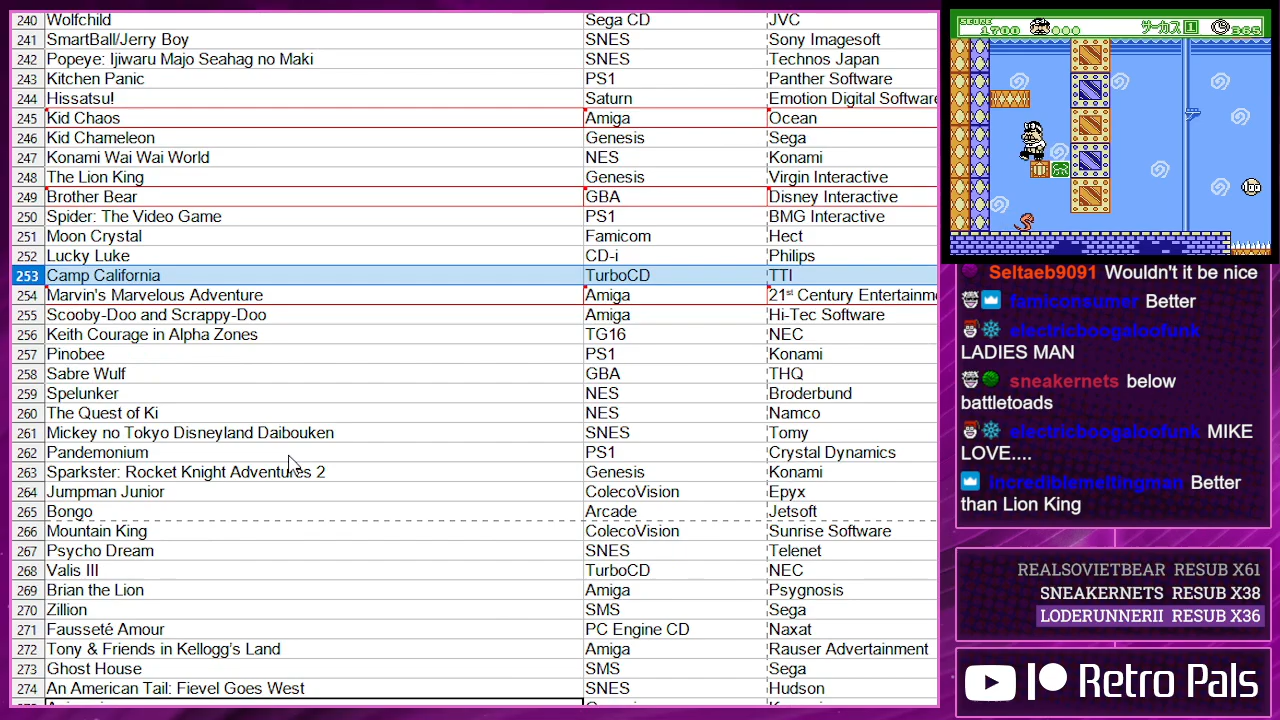 240 Wolfchild Sega CD JVC
241 SmartBall/Jerry Boy SNES Sony Imagesoft
242 Popeye: Ijiwaru Majo Seahag no Maki SNES Technos Japan
243 Kitchen Panic PS1 Panther Software
244 Hissatsu! Saturn Emotion Digital Software
245 Kid Chaos Amiga Ocean
246 Kid Chameleon Genesis Sega
247 Konami Wai Wai World NES Konami
248 The Lion King Genesis Virgin Interactive
249 Brother Bear GBA Disney Interactive
250 Spider: The Video Game PS1 BMG Interactive
251 Moon Crystal Famicom Hect
252 Lucky Luke CD-i Philips
253 Camp California TurboCD TTI
254 Marvin's Marvelous Adventure Amiga 21st Century Entertainm
255 Scooby-Doo and Scrappy-Doo Amiga Hi-Tec Software
256 Keith Courage in Alpha Zones TG16 NEC
257 Pinobee PS1 Konami
258 Sabre Wulf GBA THQ
259 Spelunker NES Broderbund
260 The Quest of Ki NES Namco
261 Mickey no Tokyo Disneyland Daibouken SNES Tomy
262 Pandemonium PS1 Crystal Dynamics
263 Sparkster: Rocket Knight Adventures 2 Genesis Konami
264 Jumpman Junior ColecoVision Epyx
265 Bongo Arcade Jetsoft
266 Mountain King ColecoVision Sunrise Software
267 Psycho Dream SNES Telenet
268 Valis III TurboCD NEC
269 Brian the Lion Amiga Psygnosis
270 Zillion SMS Sega
271 Fausseté Amour PC Engine CD Naxat
272 Tony & Friends in Kellogg's Land Amiga Rauser Advertainment
273 Ghost House SMS Sega
274 An American Tail: Fievel Goes West SNES Hudson
SCORE
1700 000 サーカス 1 365
Seltaeb9091 Wouldn't it be nice
famiconsumer Better
electricboogaloofunk
LADIES MAN
sneakernets below
battletoads
electricboogaloofunk MIKE
LOVE....
incrediblemeltingman Better
than Lion King
REALSOVIETBEAR RESUB X61
SNEAKERNETS RESUB X38
LODERUNNERII RESUB X36
Retro Pals